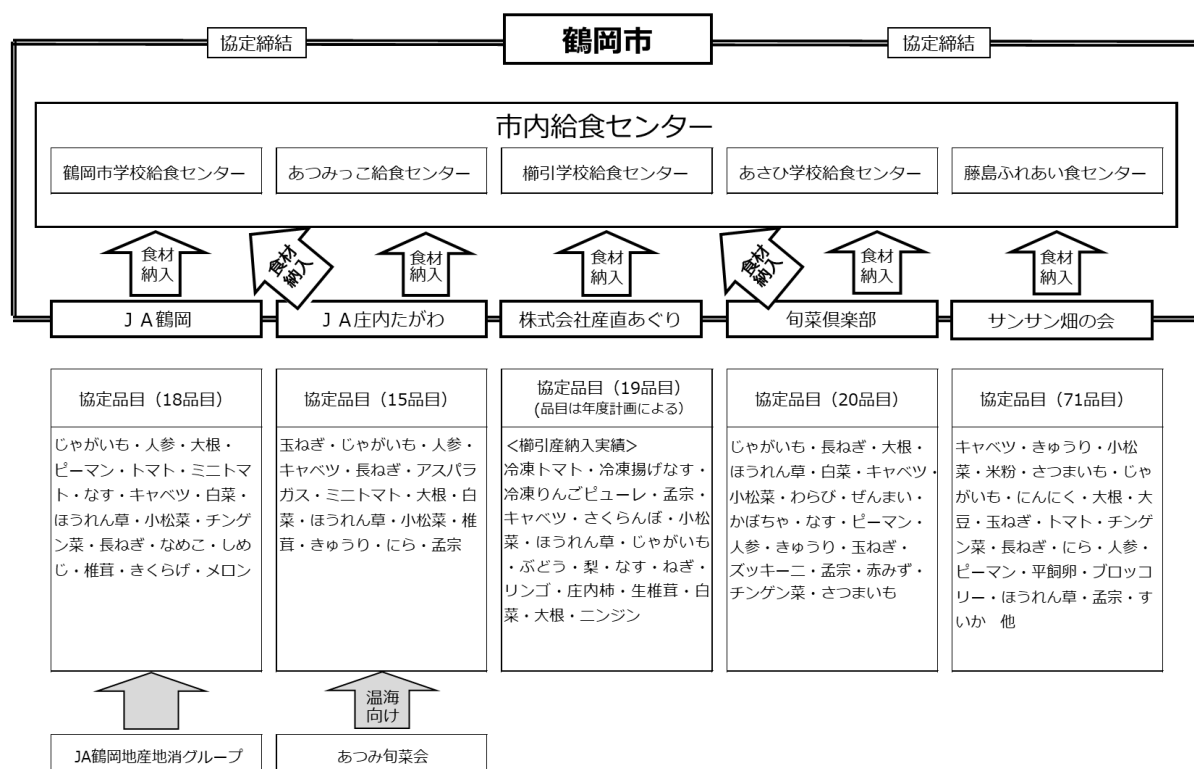 協定締結
鶴岡市
協定締結
市内給食センター
鶴岡市学校給食センター
あつみっこ給食センター
櫛引学校給食センター
あさひ学校給食センター
藤島ふれあい食センター
食材
納入
食材
納入
食材
納入
食材
納入
食材
納入
食材
納入
食材
納入
ＪＡ鶴岡
ＪＡ庄内たがわ
株式会社産直あぐり
旬菜倶楽部
サンサン畑の会
協定品目（18品目）
じゃがいも・人参・大根・
ピーマン・トマト・ミニトマ
ト・なす・キャベツ・白菜・
ほうれん草・小松菜・チンゲ
ン菜・長ねぎ・なめこ・しめ
じ・椎茸・きくらげ・メロン
協定品目（15品目）
玉ねぎ・じゃがいも・人参・
キャベツ・長ねぎ・アスパラ
ガス・ミニトマト・大根・白
菜・ほうれん草・小松菜・椎
茸・きゅうり・にら・孟宗
協定品目（19品目）
(品目は年度計画による）
＜櫛引産納入実績＞
冷凍トマト・冷凍揚げなす・
冷凍りんごピューレ・孟宗・
キャベツ・さくらんぼ・小松
菜・ほうれん草・じゃがいも
・ぶどう・梨・なす・ねぎ・
リンゴ・庄内柿・生椎茸・白
菜・大根・ニンジン
協定品目（20品目）
じゃがいも・長ねぎ・大根・
ほうれん草・白菜・キャベツ・
小松菜・わらび・ぜんまい・
かぼちゃ・なす・ピーマン・
人参・きゅうり・玉ねぎ・
ズッキーニ・孟宗・赤みず・
チンゲン菜・さつまいも
協定品目（71品目）
キャベツ・きゅうり・小松
菜・米粉・さつまいも・じゃ
がいも・にんにく・大根・大
豆・玉ねぎ・トマト・チンゲ
ン菜・長ねぎ・にら・人参・
ピーマン・平飼卵・ブロッコ
リー・ほうれん草・孟宗・す
いか　他
温海
向け
JA鶴岡地産地消グループ
あつみ旬菜会